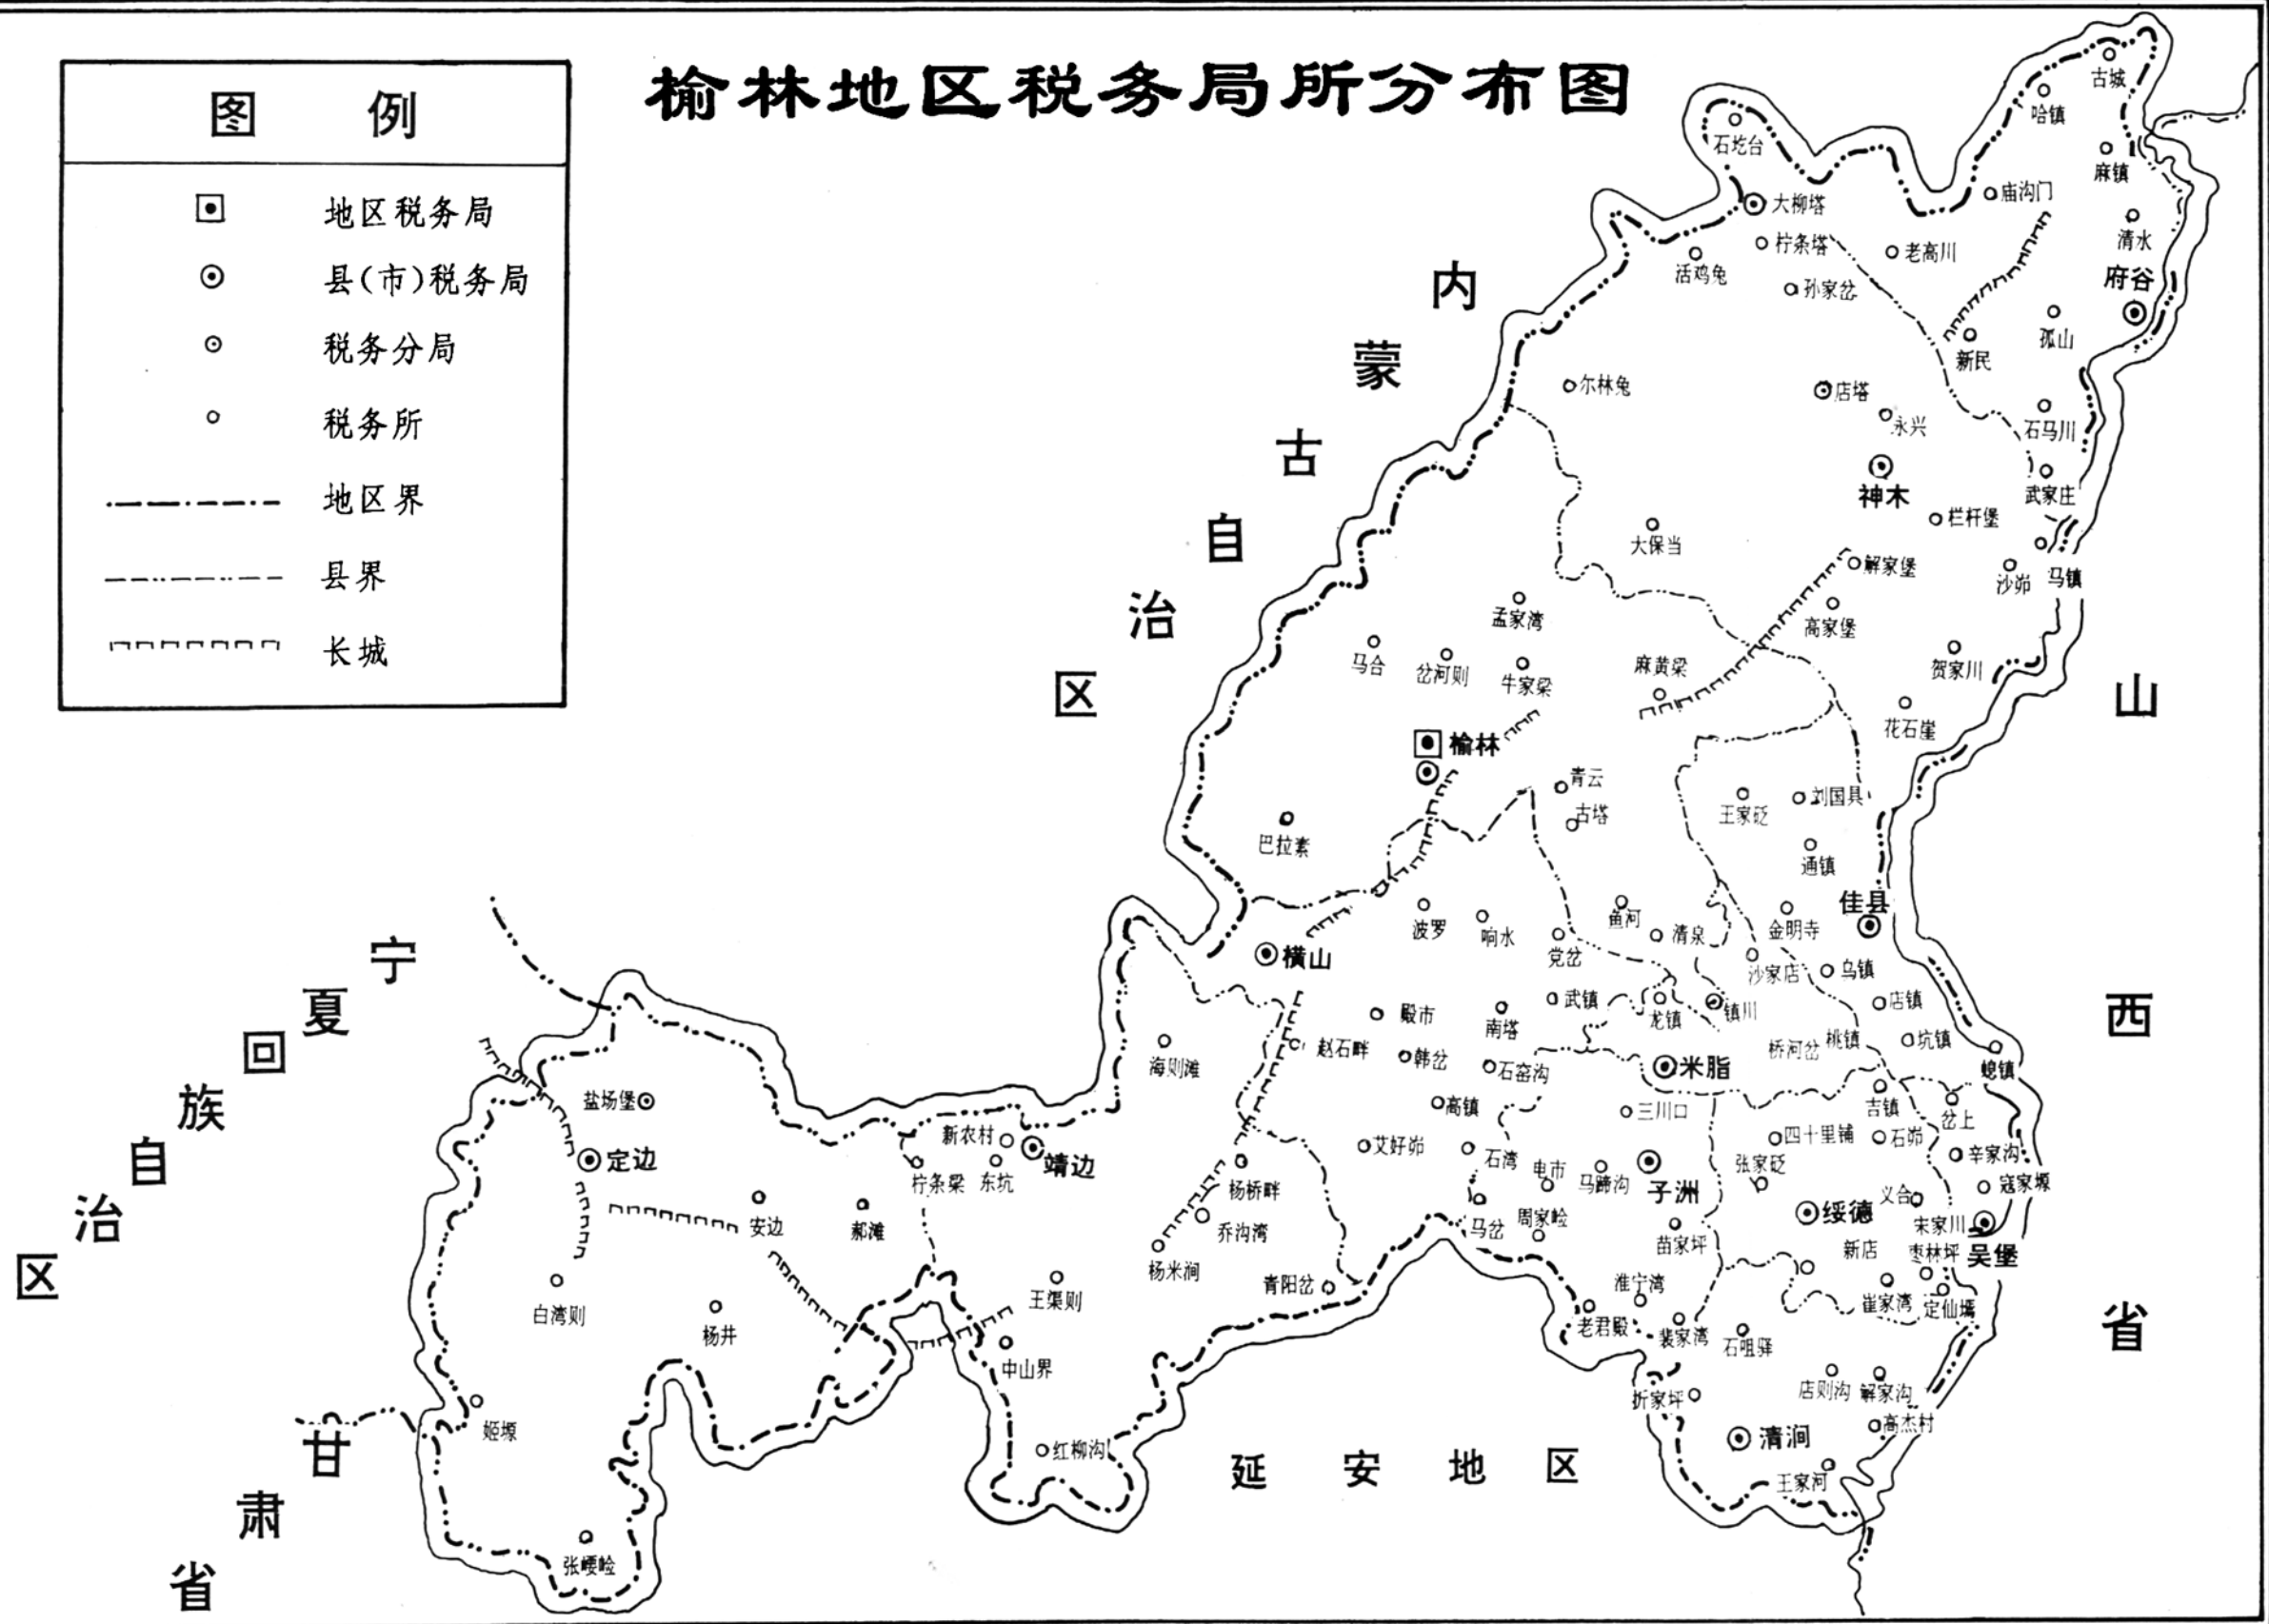 榆林地区税务局所分布图
图 例
地区税务局
县(市)税务局
税务分局
税务所
地区界
县界
长城
内蒙古自治区
宁夏回族自治区
甘肃省
延安地区
山西省
古城
哈镇
石圪台
麻镇
庙沟门
大柳塔
清水
柠条塔
老高川
活鸡兔
府谷
孙家岔
孤山
新民
尔林兔
店塔
永兴
石马川
神木
武家庄
栏杆堡
大保当
解家堡
沙峁
马镇
孟家湾
高家堡
马合
岔河则
牛家梁
麻黄梁
贺家川
花石崖
榆林
青云
古塔
王家砭
刘国具
巴拉素
通镇
佳县
波罗
响水
鱼河
清泉
金明寺
党岔
横山
沙家店
乌镇
武镇
店镇
殿市
南塔
龙镇
镇川
赵石畔
桥河岔
桃镇
坑镇
海则滩
韩岔
石窑沟
米脂
螅镇
盐场堡
高镇
三川口
吉镇
岔上
新农村
艾好峁
四十里铺
石峁
定边
靖边
石湾
辛家沟
柠条梁
东坑
电市
马蹄沟
张家砭
杨桥畔
子洲
寇家塬
安边
郝滩
乔沟湾
马岔
周家崄
绥德
义合
宋家川
苗家坪
新店
枣林坪
吴堡
杨米涧
青阳岔
淮宁湾
白湾则
王渠则
崔家湾
定仙墕
杨井
老君殿
裴家湾
石咀驿
中山界
店则沟
解家沟
折家坪
姬塬
高杰村
红柳沟
清涧
王家河
张崾崄